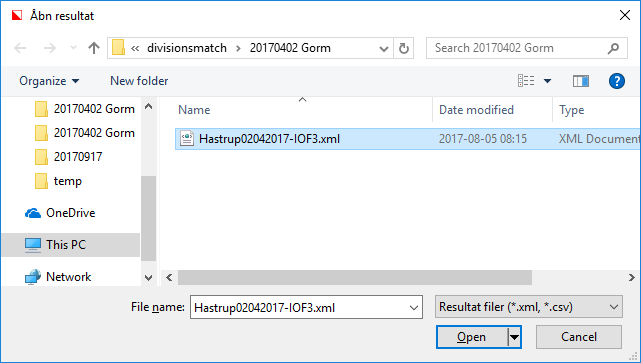 Åbn resultat
« divisionsmatch › 20170402 Gorm
Search 20170402 Gorm
Organize New folder
Name Date modified Type
20170402 Gorm
20170402 Gorm
20170917
temp
OneDrive
This PC
Network
Hastrup02042017-IOF3.xml 2017-08-05 08:15 XML Document
File name: Hastrup02042017-IOF3.xml Resultat filer (*.xml, *.csv)
Open Cancel